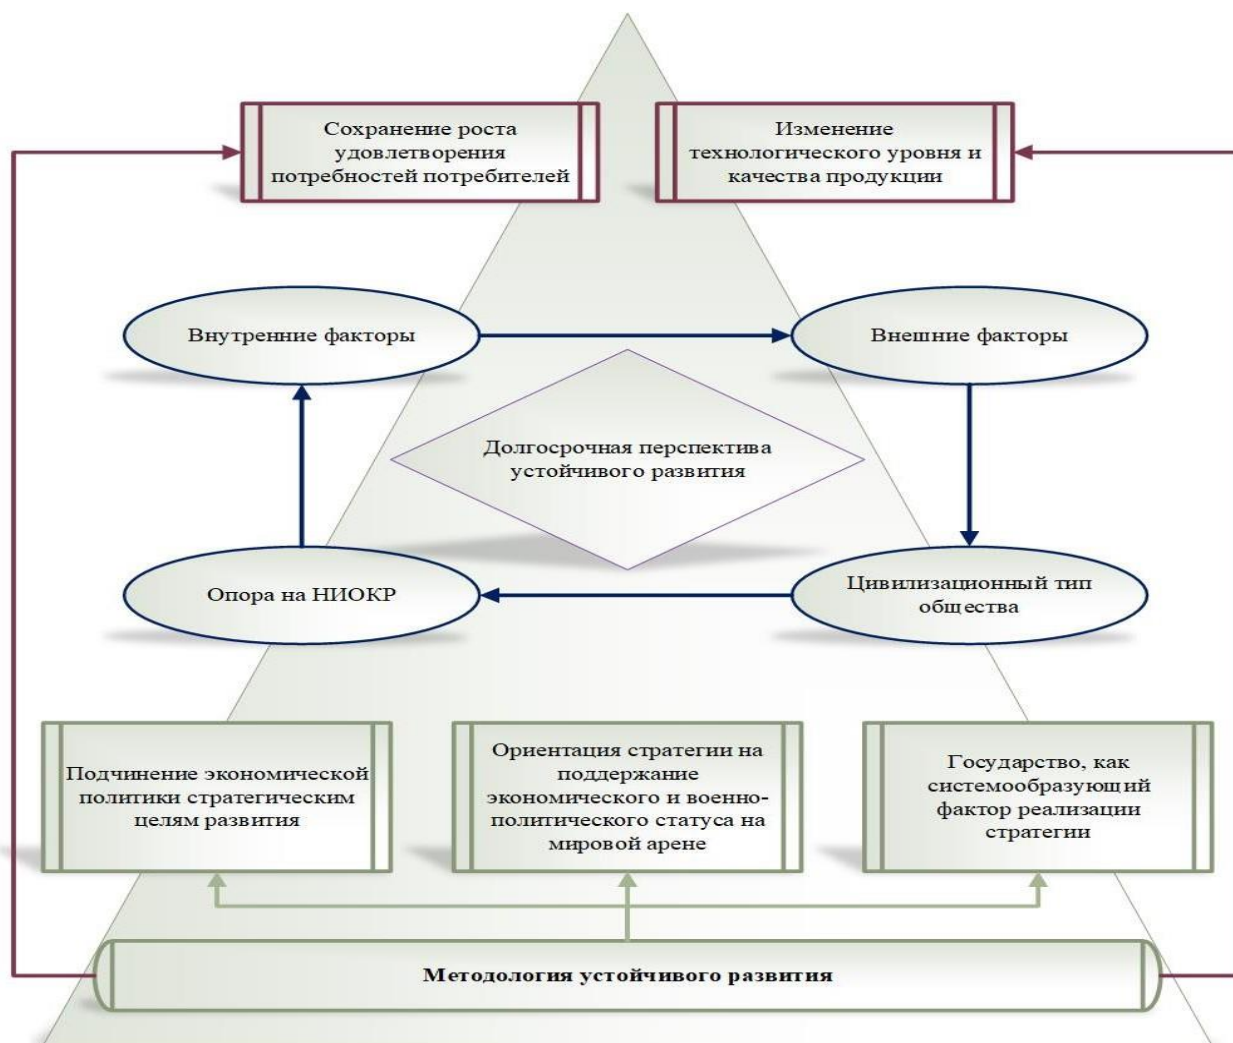 Сохранение роста
удовлетворения
потребностей потребителей
Изменение
технологического уровня и
качества продукции
Внутренние факторы
Внешние факторы
Долгосрочная перспектива
устойчивого развития
Опора на НИОКР
Цивилизационный тип
общества
Подчинение экономической
политики стратегическим
целям развития
Ориентация стратегии на
поддержание
экономического и военно-
политического статуса на
мировой арене
Государство, как
системообразующий
фактор реализации
стратегии
Методология устойчивого развития